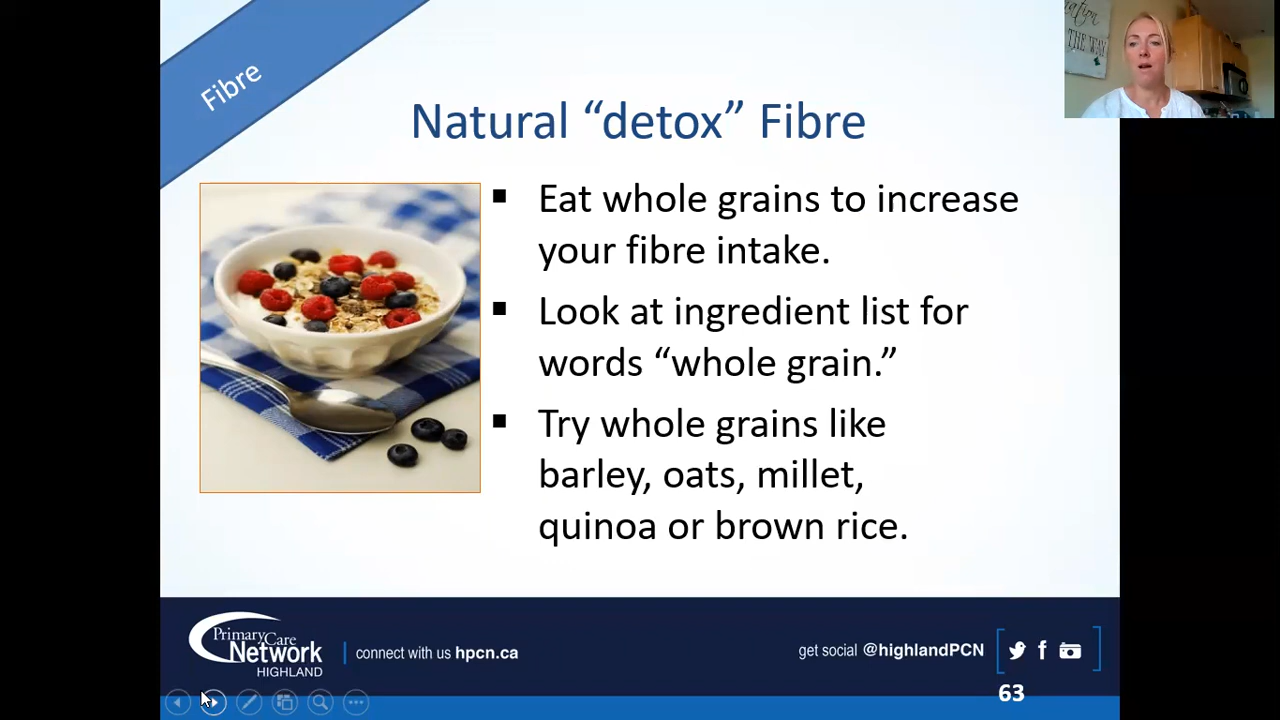 Fibre
Natural “detox” Fibre
▪ Eat whole grains to increase
your fibre intake.
▪ Look at ingredient list for
words “whole grain.”
▪ Try whole grains like
barley, oats, millet,
quinoa or brown rice.
PrimaryCare
Network
HIGHLAND
connect with us hpcn.ca
get social @highlandPCN
63
THE WAY